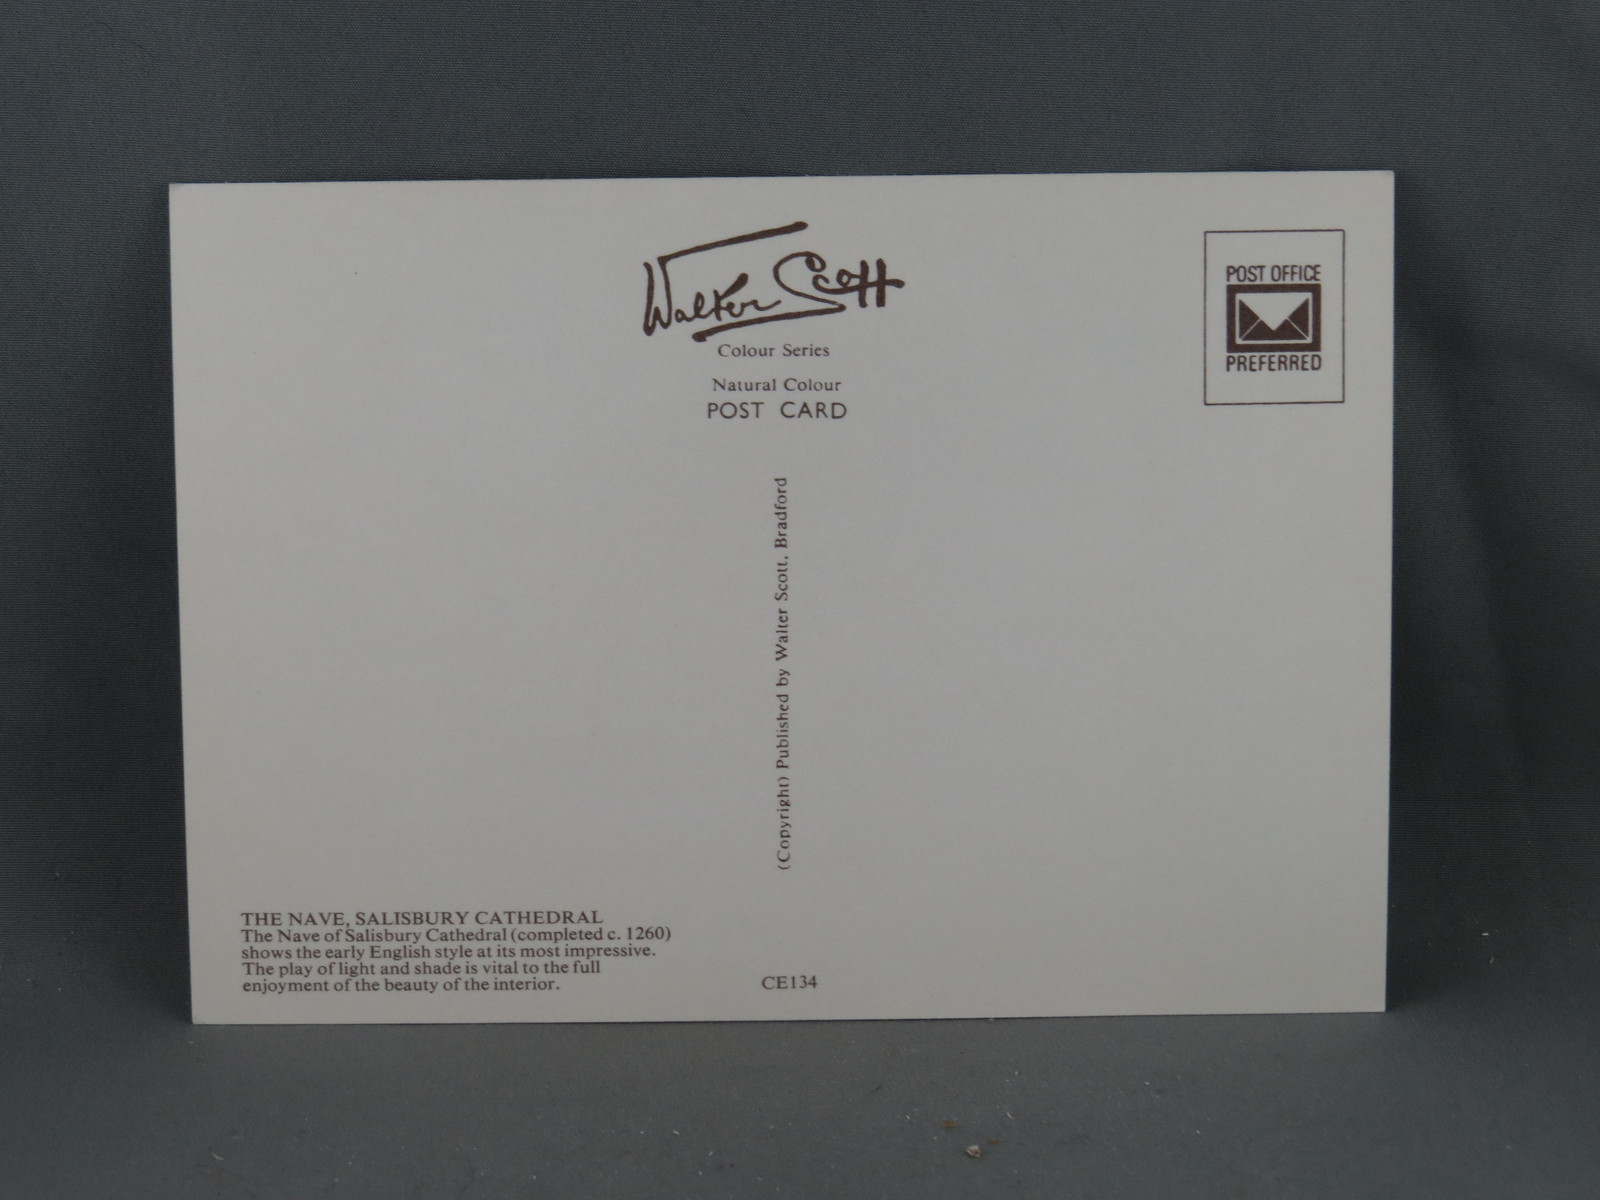 Walter Scott
Colour Series
Natural Colour
POST CARD
POST OFFICE
PREFERRED
(Copyright) Published by Walter Scott, Bradford
THE NAVE, SALISBURY CATHEDRAL
The Nave of Salisbury Cathedral (completed c. 1260)
shows the early English style at its most impressive.
The play of light and shade is vital to the full
enjoyment of the beauty of the interior.
CE134